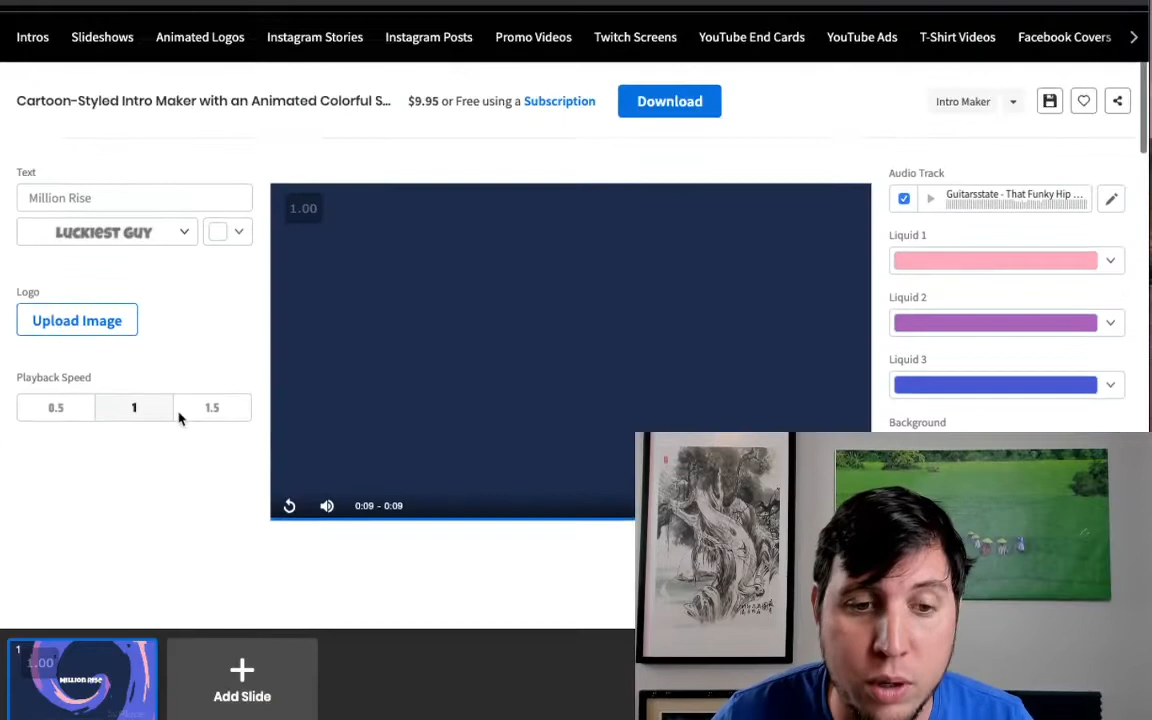 Intros Slideshows Animated Logos Instagram Stories Instagram Posts Promo Videos Twitch Screens YouTube End Cards YouTube Ads T-Shirt Videos Facebook Covers
Cartoon-Styled Intro Maker with an Animated Colorful S... $9.95 or Free using a Subscription Download Intro Maker
Text
Million Rise
LUCKIEST GUY
Logo
Upload Image
Playback Speed
0.5 1 1.5
1.00
0:09 - 0:09
Audio Track
Guitarsstate - That Funky Hip ...
Liquid 1
Liquid 2
Liquid 3
Background
1
1.00
MILLION RISE
Add Slide